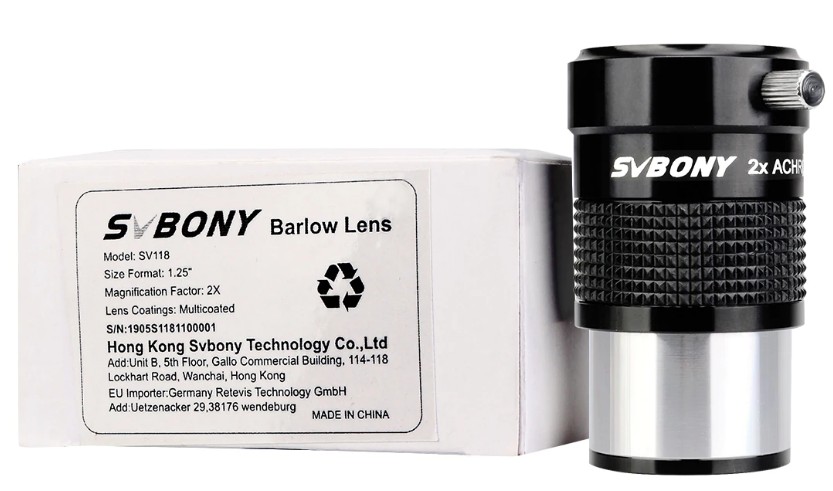 SVBONY Barlow Lens
Model: SV118
Size Format: 1.25"
Magnification Factor: 2X
Lens Coatings: Multicoated
S/N:1905S1181100001
Hong Kong Svbony Technology Co.,Ltd
Add:Unit B, 5th Floor, Gallo Commercial Building, 114-118
Lockhart Road, Wanchai, Hong Kong
EU Importer:Germany Retevis Technology GmbH
Add:Uetzenacker 29,38176 wendeburg
MADE IN CHINA
SVBONY 2x ACHR